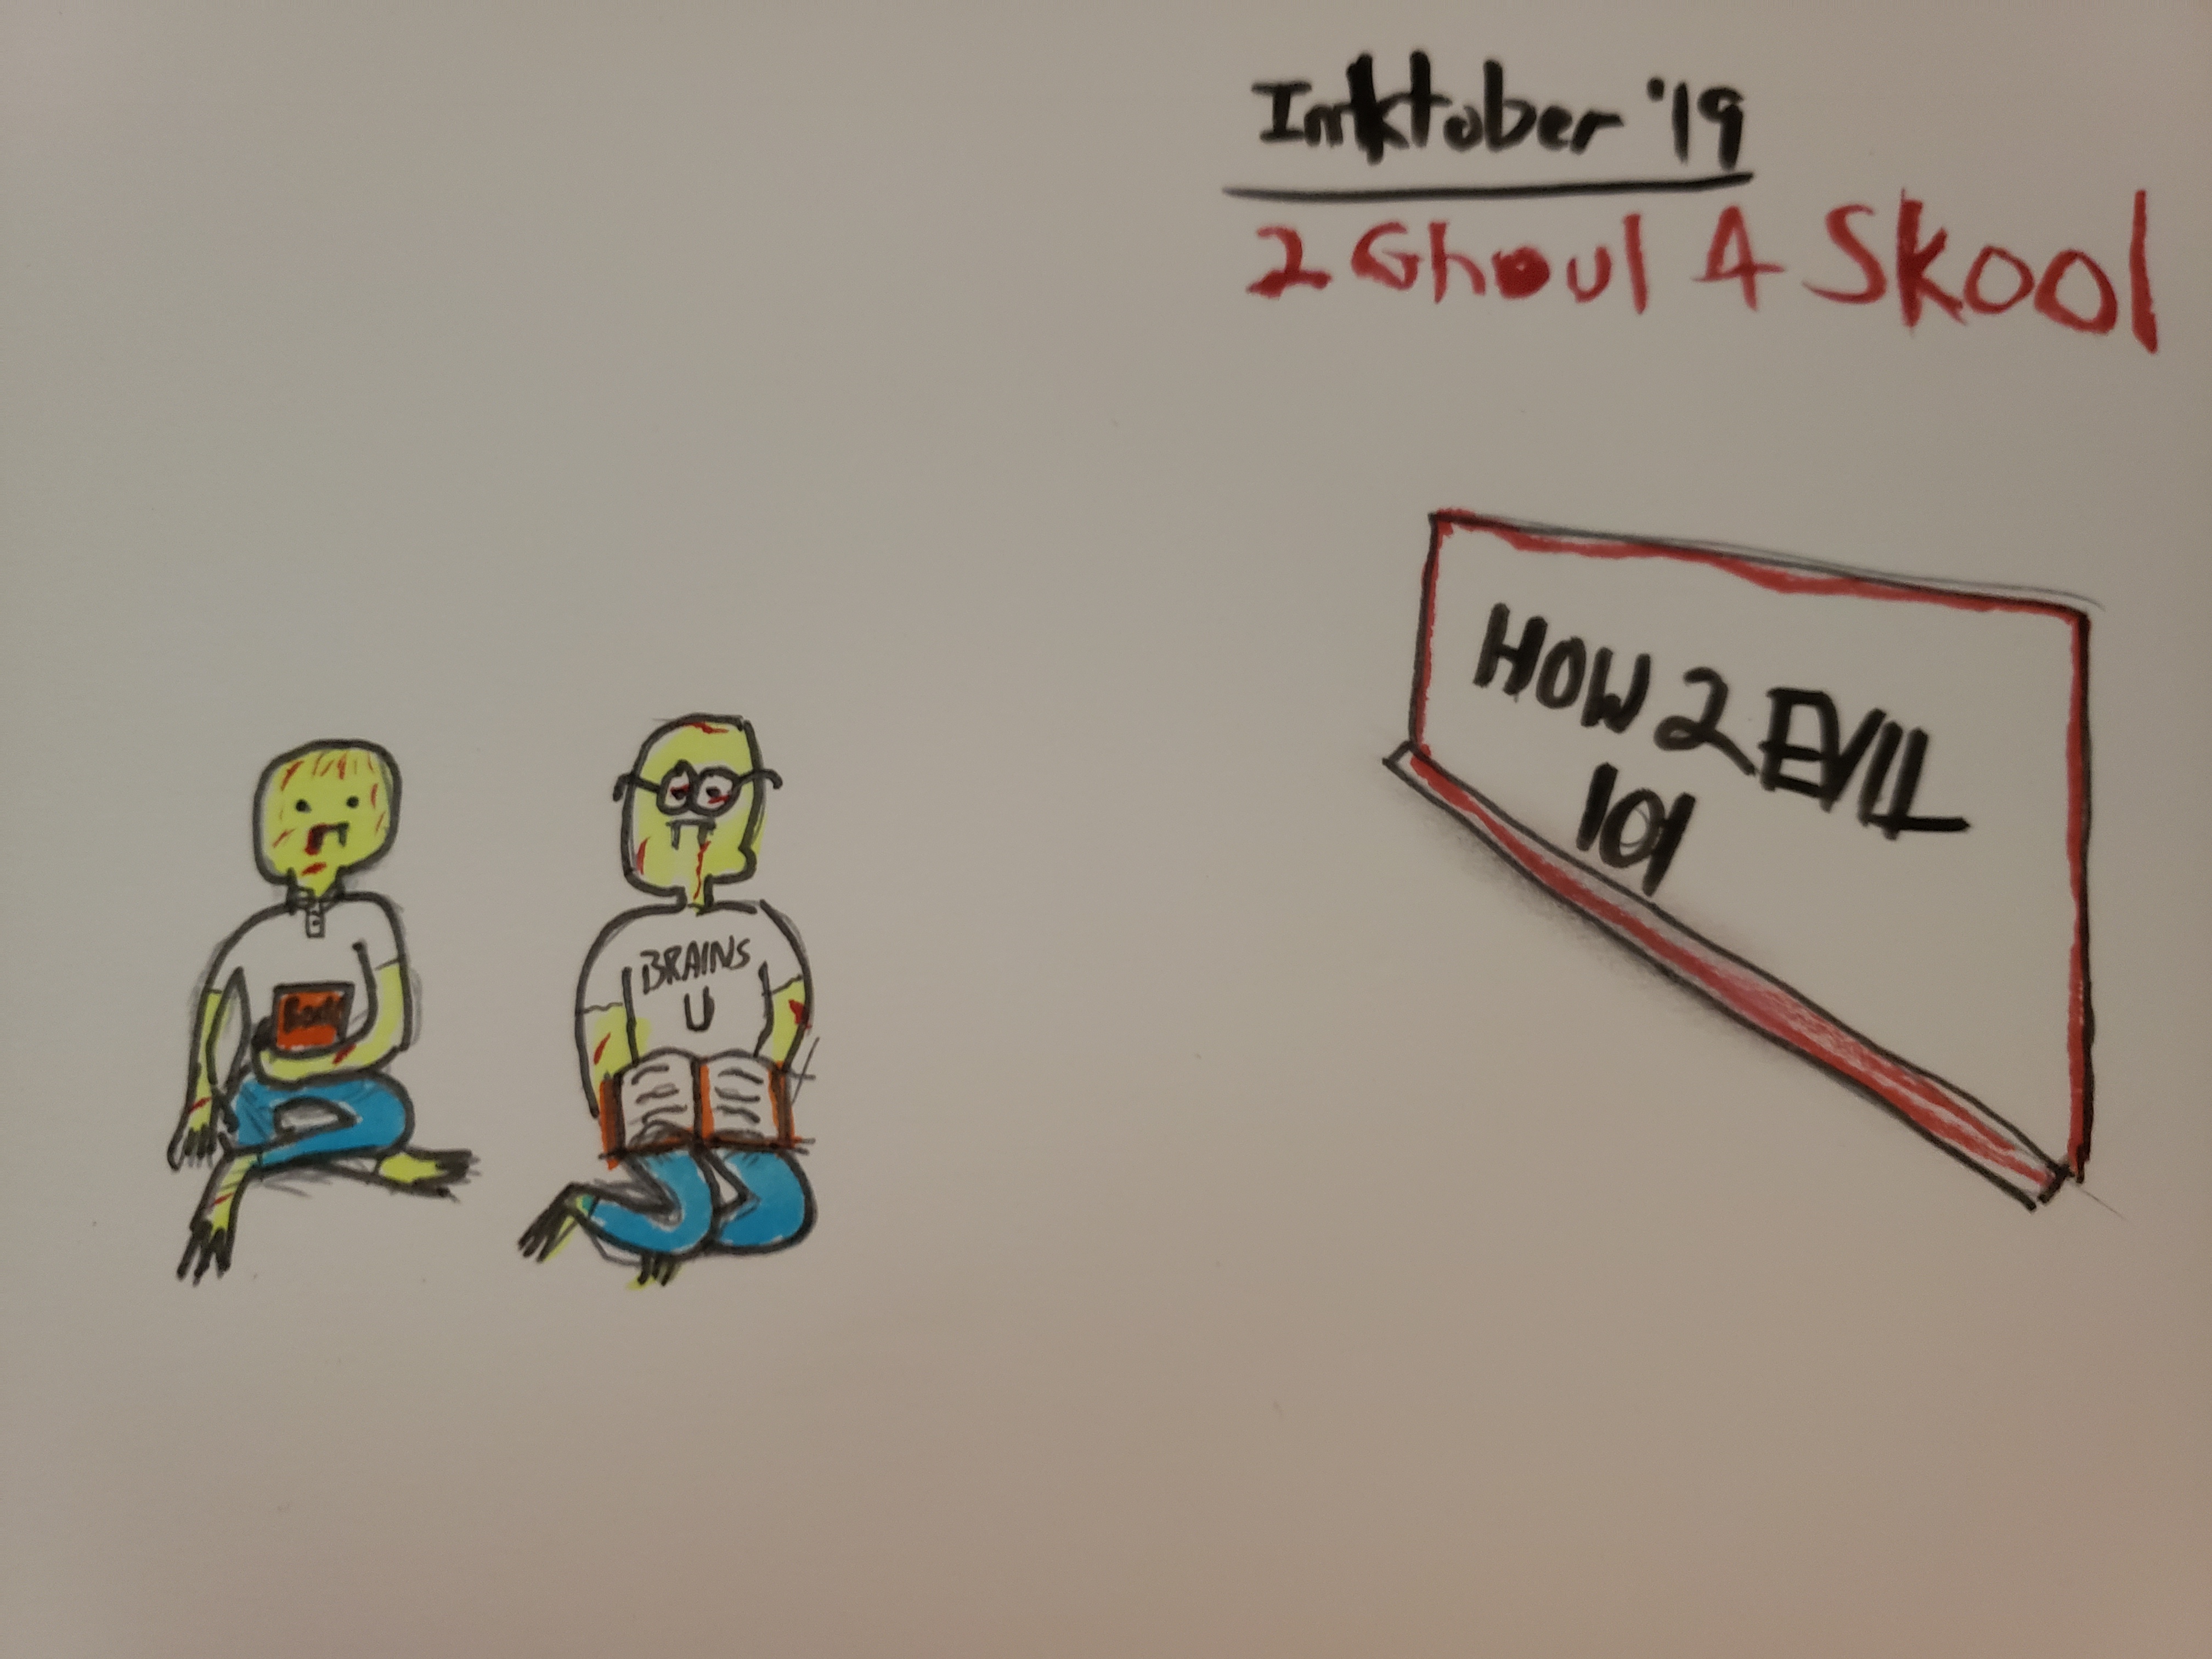 Inktober '19
2 Ghoul 4 Skool
HOW 2 EVIL
101
BRAINS
U
Book